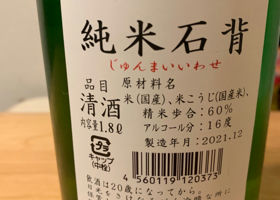 純米石背
じゅんまいいわせ
品目 原材料名
清酒 米(国産)、米こうじ(国産米)、
精米歩合:60%
内容量1.8ℓ アルコール分:16度
製造年月:2021.12
プラ
キャップ
(中栓)
4560119120373
飲酒は20歳になってから。